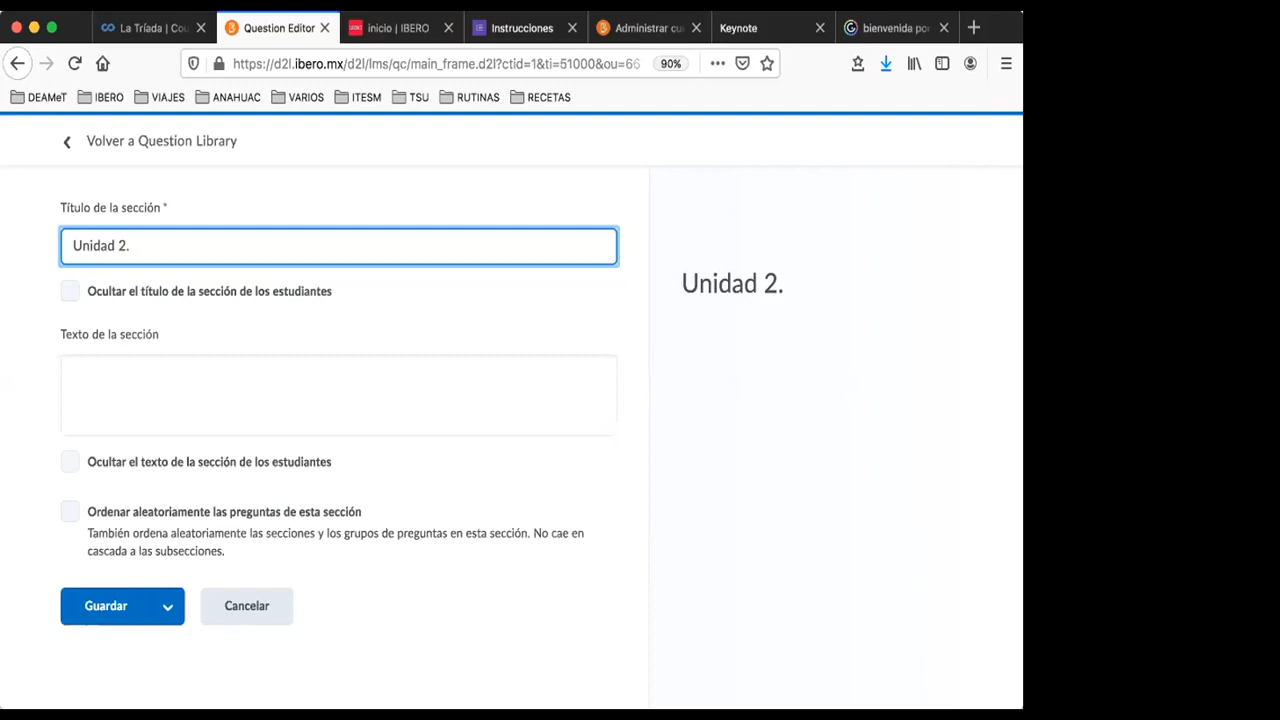 La Tríada | Cou
Question Editor
inicio | IBERO
Instrucciones
Administrar cu
Keynote
bienvenida po
https://d2l.ibero.mx/d2l/lms/qc/main_frame.d2l?ctid=1&ti=51000&ou=66
90%
DEAMeT
IBERO
VIAJES
ANAHUAC
VARIOS
ITESM
TSU
RUTINAS
RECETAS
Volver a Question Library
Título de la sección *
Unidad 2.
Unidad 2.
Ocultar el título de la sección de los estudiantes
Texto de la sección
Ocultar el texto de la sección de los estudiantes
Ordenar aleatoriamente las preguntas de esta sección
También ordena aleatoriamente las secciones y los grupos de preguntas en esta sección. No cae en
cascada a las subsecciones.
Guardar
Cancelar